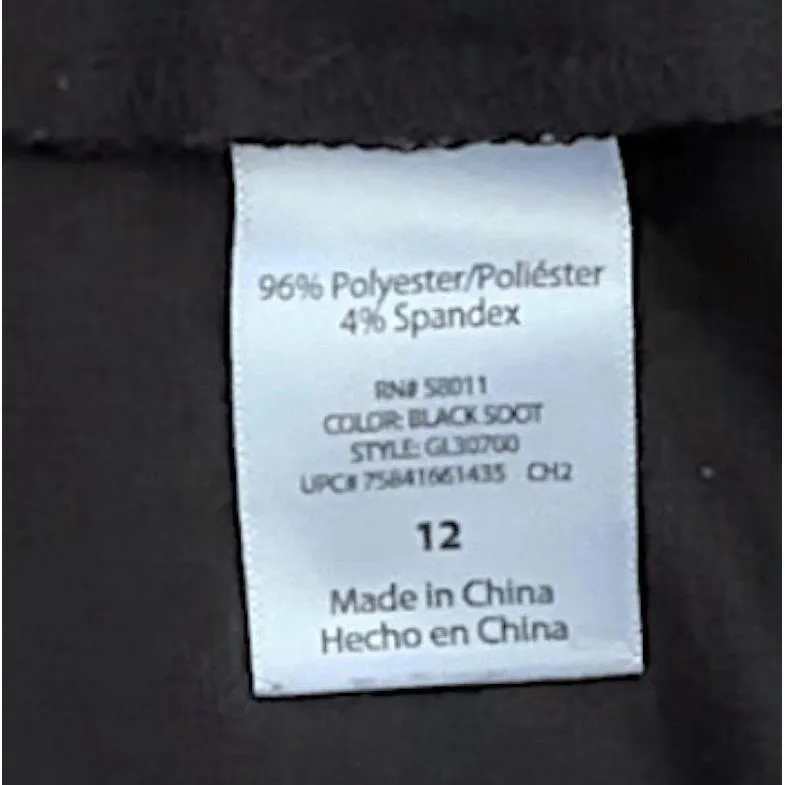 96% Polyester/Poliéster
4% Spandex
RN# 58011
COLOR: BLACK SOOT
STYLE: GL30700
UPC# 75841661435 CH2
12
Made in China
Hecho en China